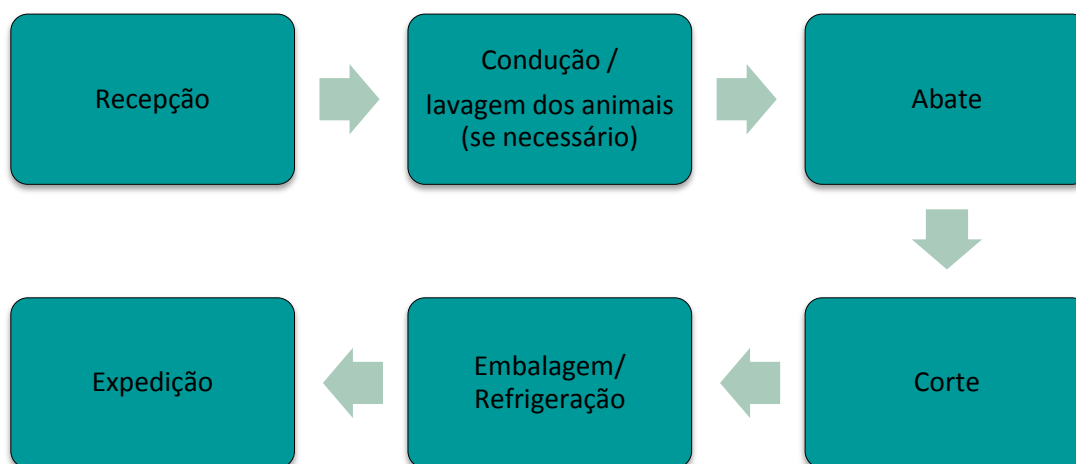 Recepção
Condução /
lavagem dos animais
(se necessário)
Abate
Corte
Embalagem/
Refrigeração
Expedição